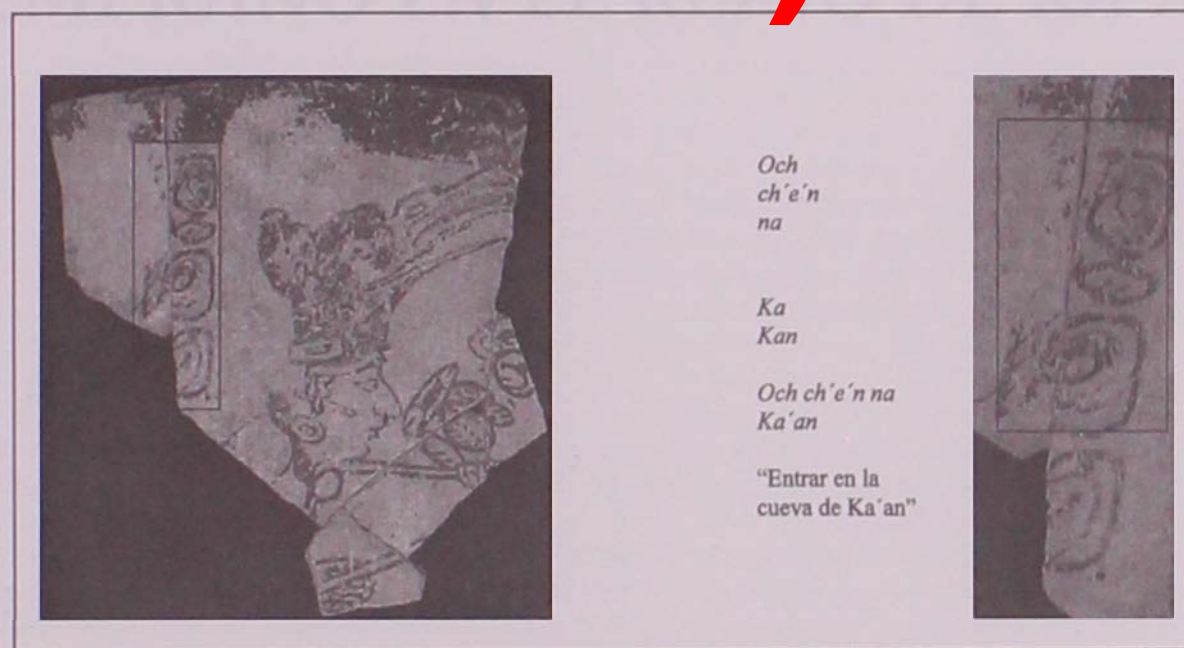 Och
ch´e´n
na
Ka
Kan
Och ch´e´n na
Ka´an
“Entrar en la
cueva de Ka´an”